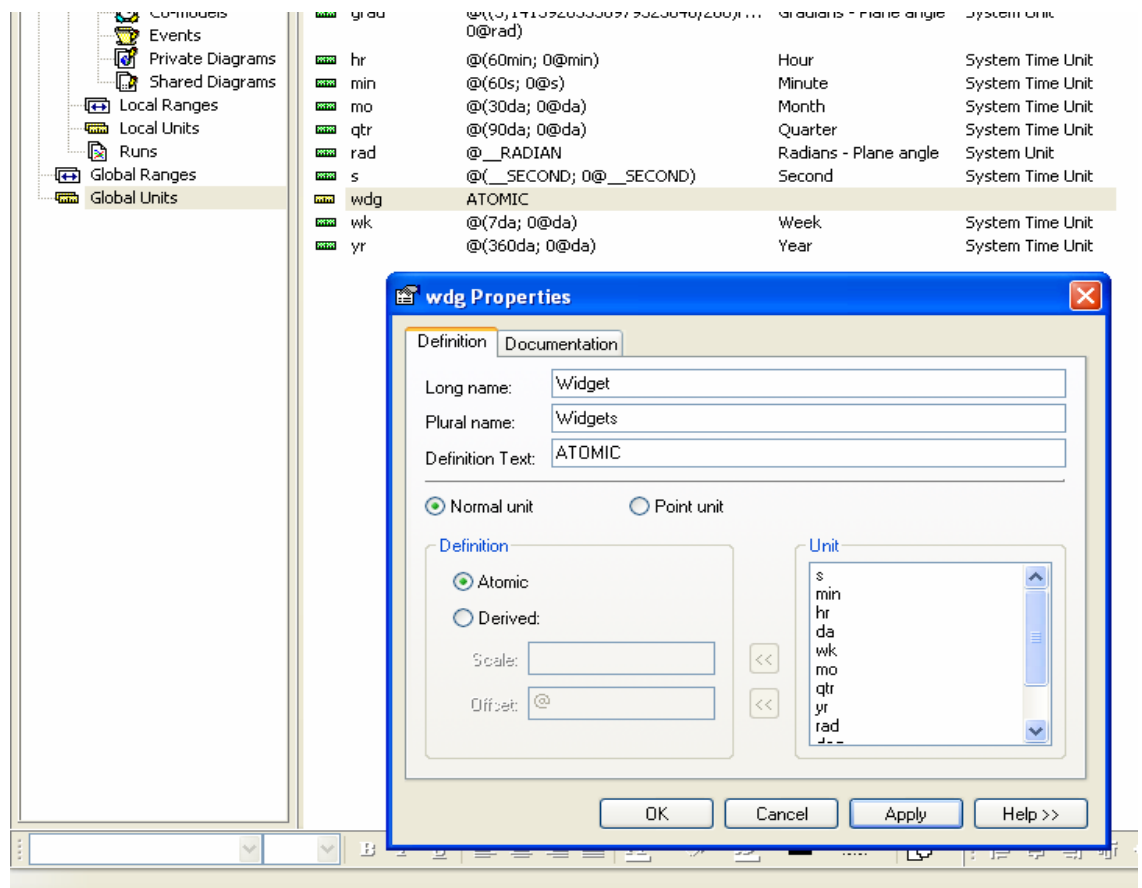 Co-models
Events
Private Diagrams
Shared Diagrams
Local Ranges
Local Units
Runs
Global Ranges
Global Units
grad Gradians - Plane angle System Unit
0@rad)
hr @(60min; 0@min) Hour System Time Unit
min @(60s; 0@s) Minute System Time Unit
mo @(30da; 0@da) Month System Time Unit
qtr @(90da; 0@da) Quarter System Time Unit
rad @__RADIAN Radians - Plane angle System Unit
s @(__SECOND; 0@__SECOND) Second System Time Unit
wdg ATOMIC
wk @(7da; 0@da) Week System Time Unit
yr @(360da; 0@da) Year System Time Unit
wdg Properties
Definition Documentation
Long name: Widget
Plural name: Widgets
Definition Text: ATOMIC
Normal unit Point unit
Definition
Atomic
Derived:
Scale:
Offset: @
<<
<<
Unit
s
min
hr
da
wk
mo
qtr
yr
rad
OK Cancel Apply Help >>
B